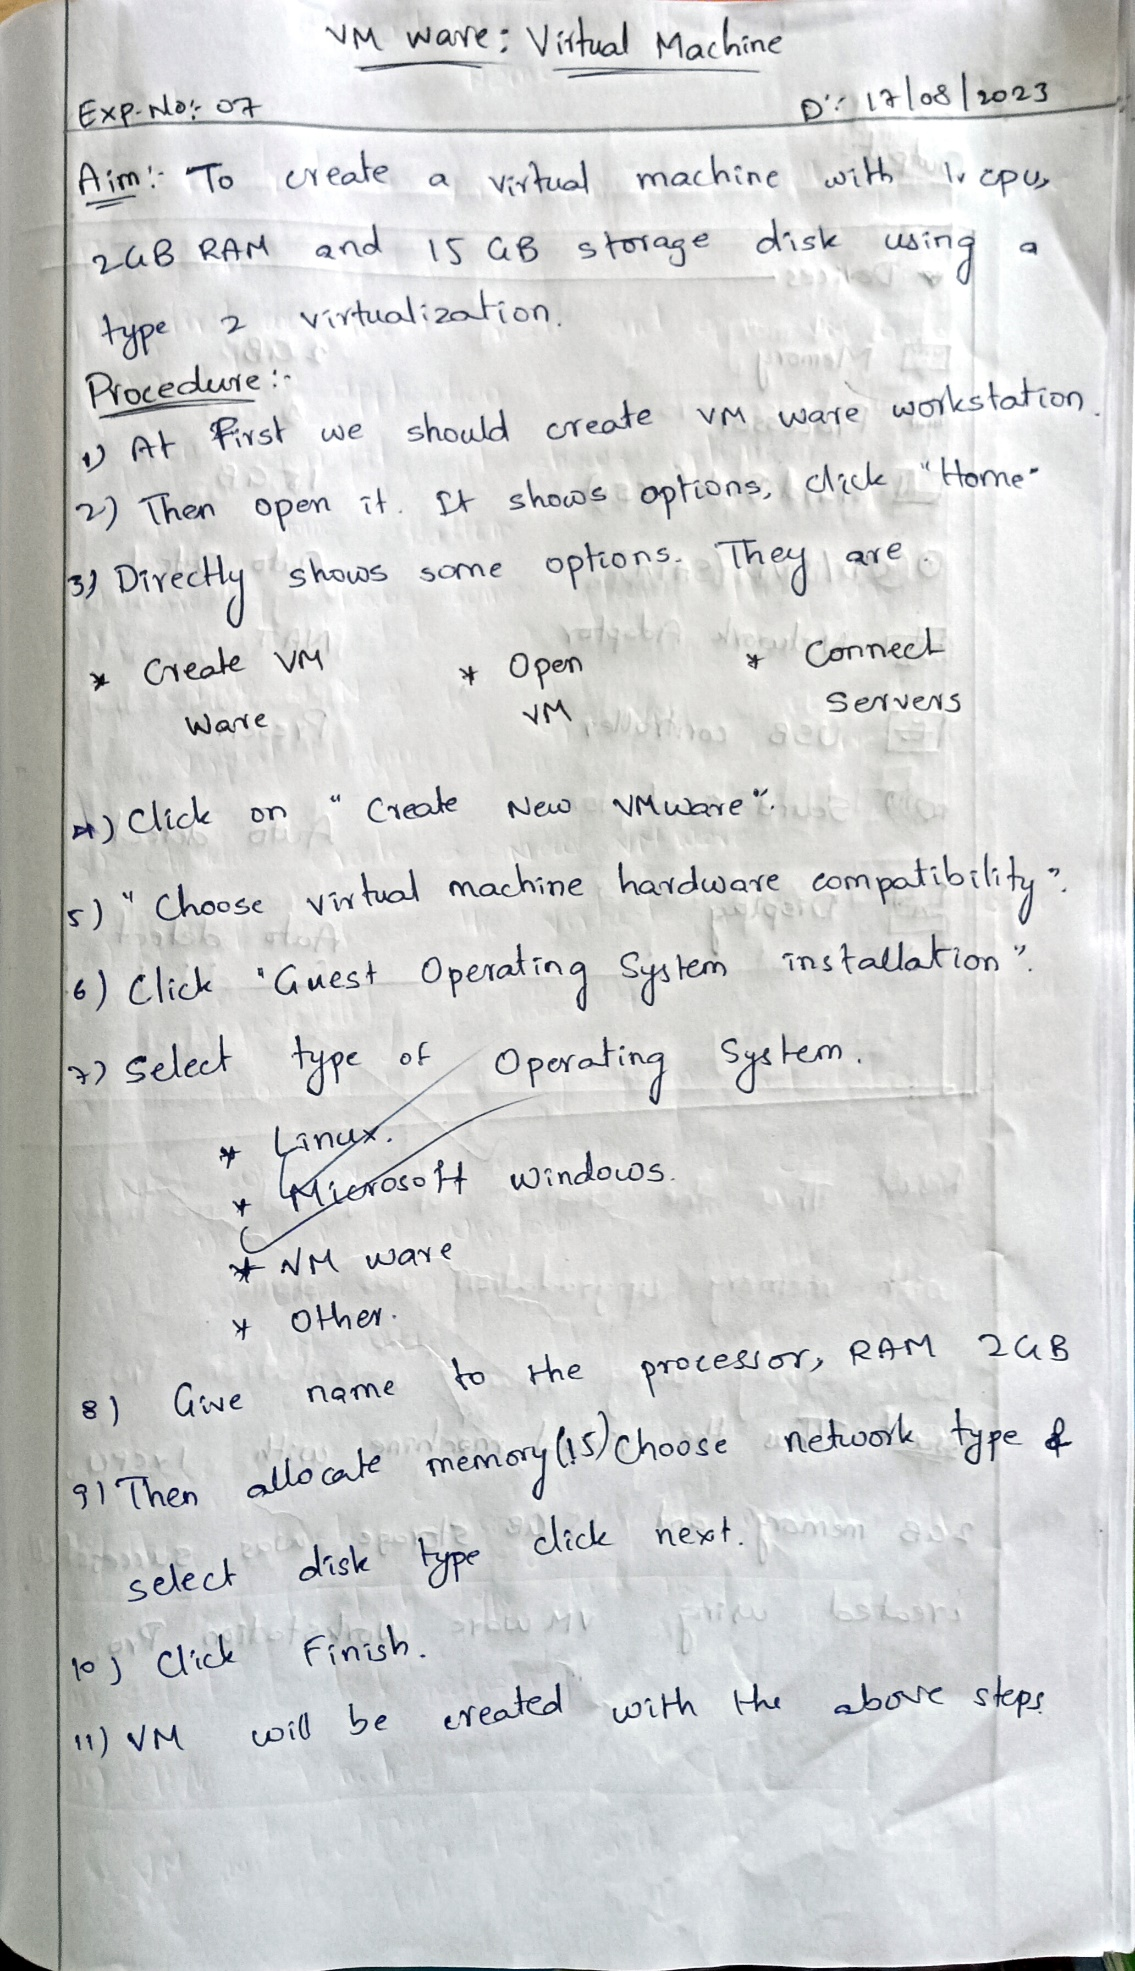 VM ware: Virtual Machine
Exp-No:- 07 D:- 17/08/2023
Aim:- To create a virtual machine with 1v cpu,
2GB RAM and 15 GB storage disk using a
type 2 virtualization.
Procedure:-
1) At First we should create VM ware workstation.
2) Then open it. It shows options, click "Home"
3) Directly shows some options. They are.
* Create VM * Open * Connect
Ware VM Servers
4) Click on "Create New VMware".
5) "Choose virtual machine hardware compatibility".
6) Click "Guest Operating System installation".
7) Select type of Operating System.
* Linux.
* Microsoft windows.
* VM ware
* Other.
8) Give name to the processor, RAM 2GB
9) Then allocate memory(15) Choose network type &
select disk type click next.
10) Click Finish.
11) VM will be created with the above steps.